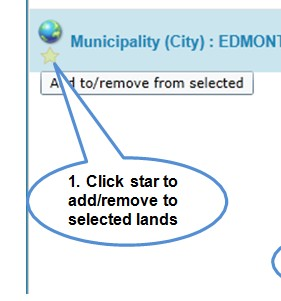 Municipality (City) : EDMONT
Add to/remove from selected
1. Click star to
add/remove to
selected lands